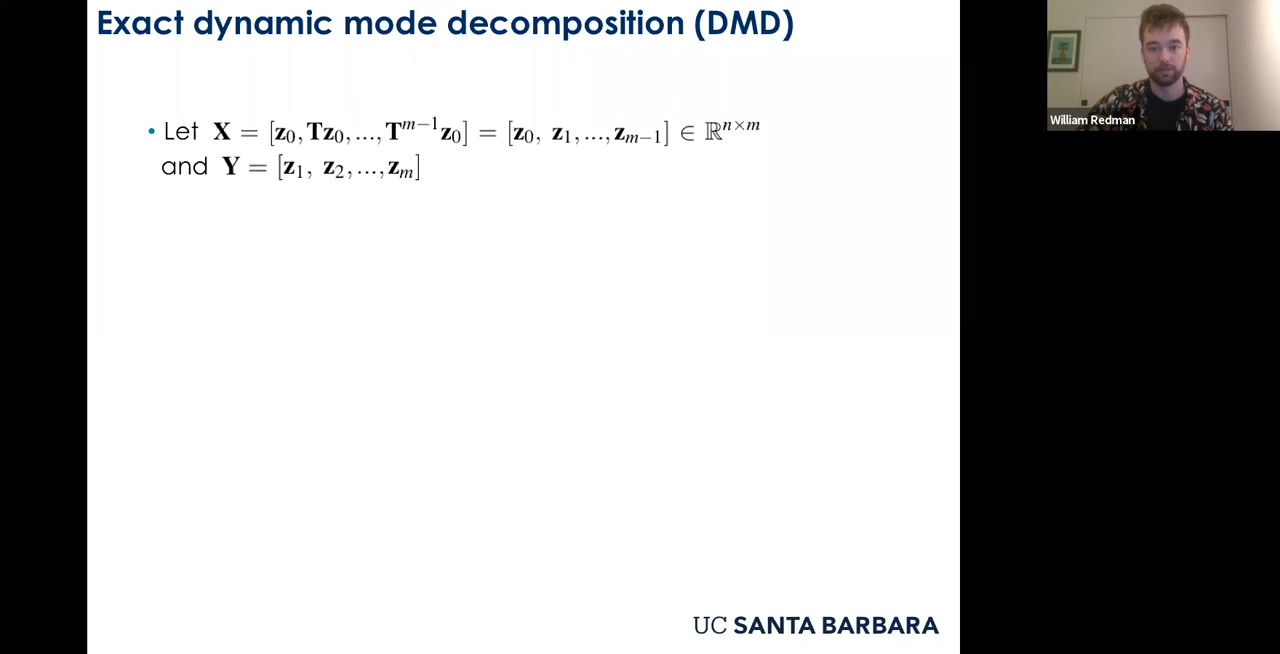 Exact dynamic mode decomposition (DMD)
• Let X = [z₀, Tz₀, ..., Tᵐ⁻¹z₀] = [z₀, z₁, ..., zₘ₋₁] ∈ ℝⁿˣᵐ
and Y = [z₁, z₂, ..., zₘ]
William Redman
UC SANTA BARBARA